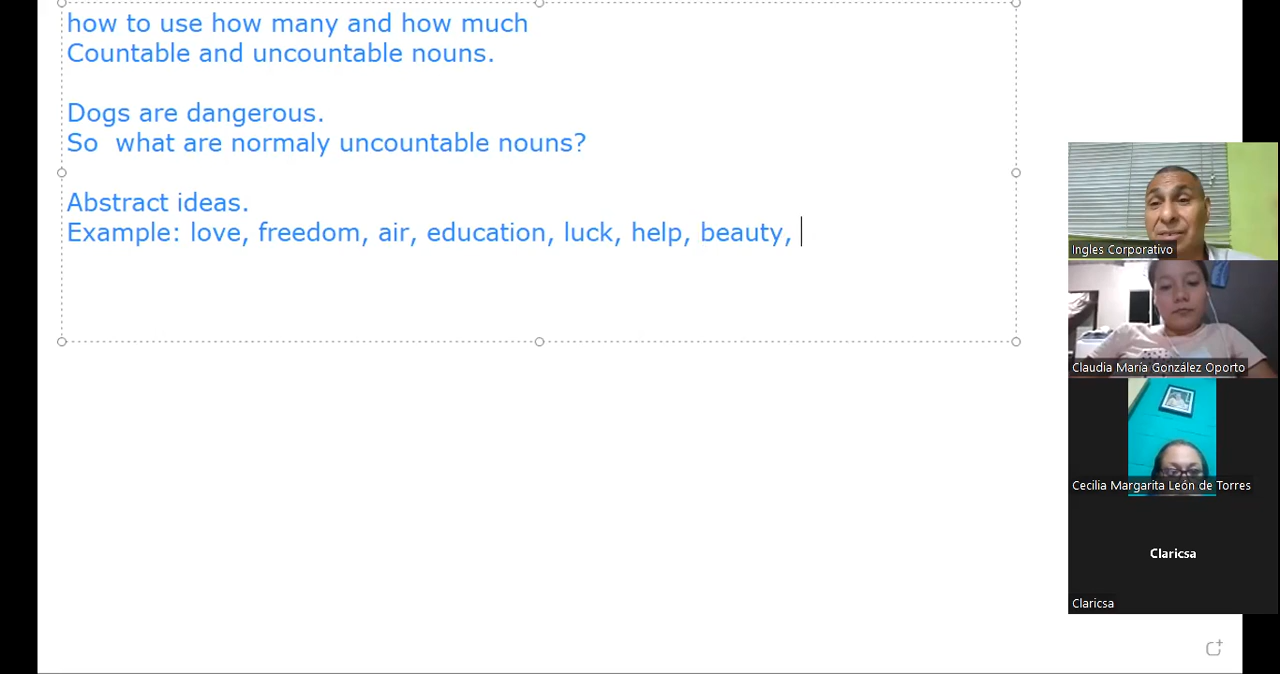 how to use how many and how much
Countable and uncountable nouns.
Dogs are dangerous.
So  what are normaly uncountable nouns?
Abstract ideas.
Example: love, freedom, air, education, luck, help, beauty,
Ingles Corporativo
Claudia María González Oporto
Cecilia Margarita León de Torres
Claricsa
Claricsa